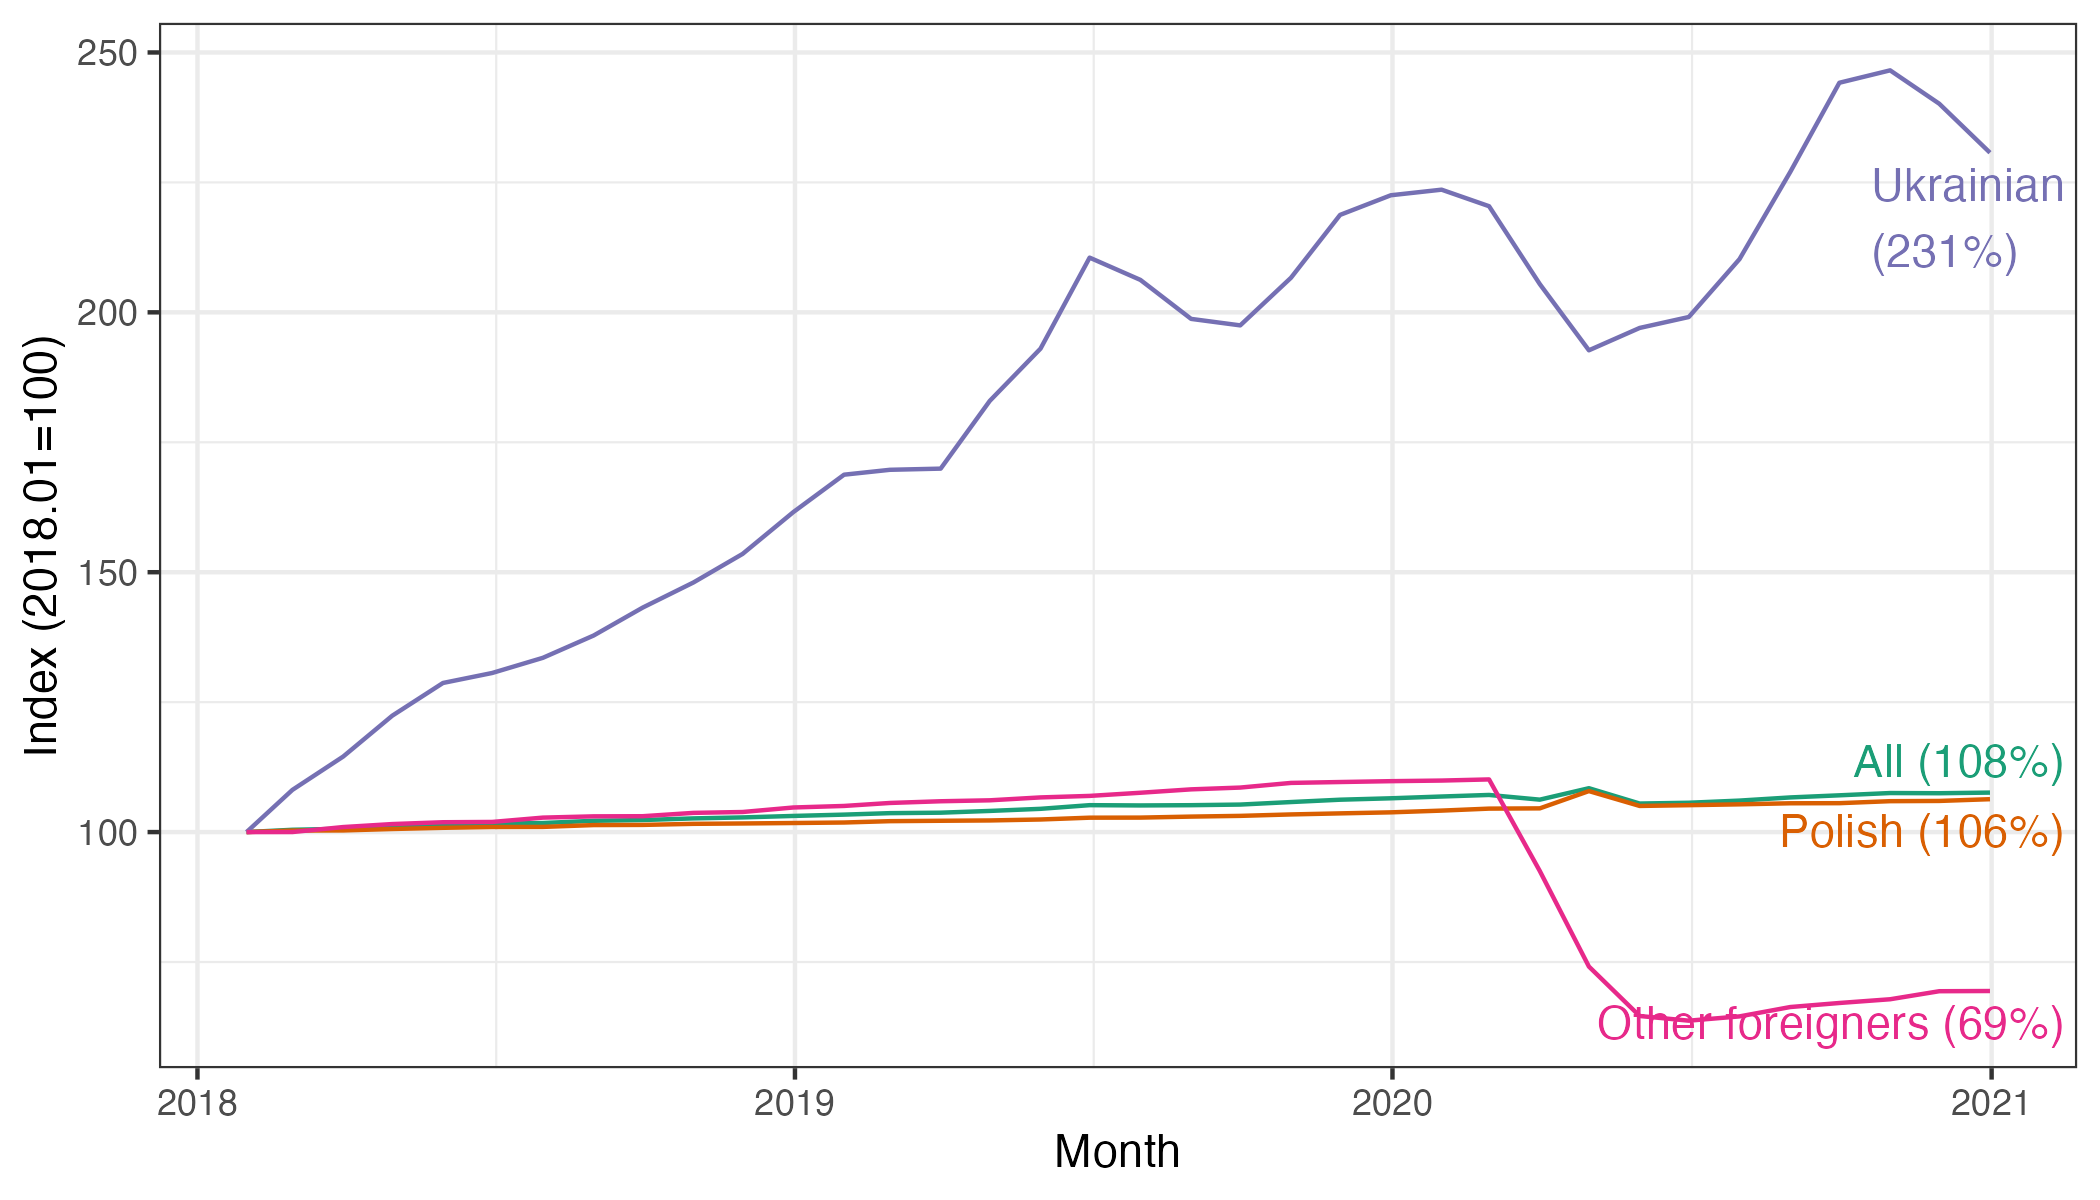 250
200
150
100
Index (2018.01=100)
Ukrainian
(231%)
All (108%)
Polish (106%)
Other foreigners (69%)
2018
2019
2020
2021
Month